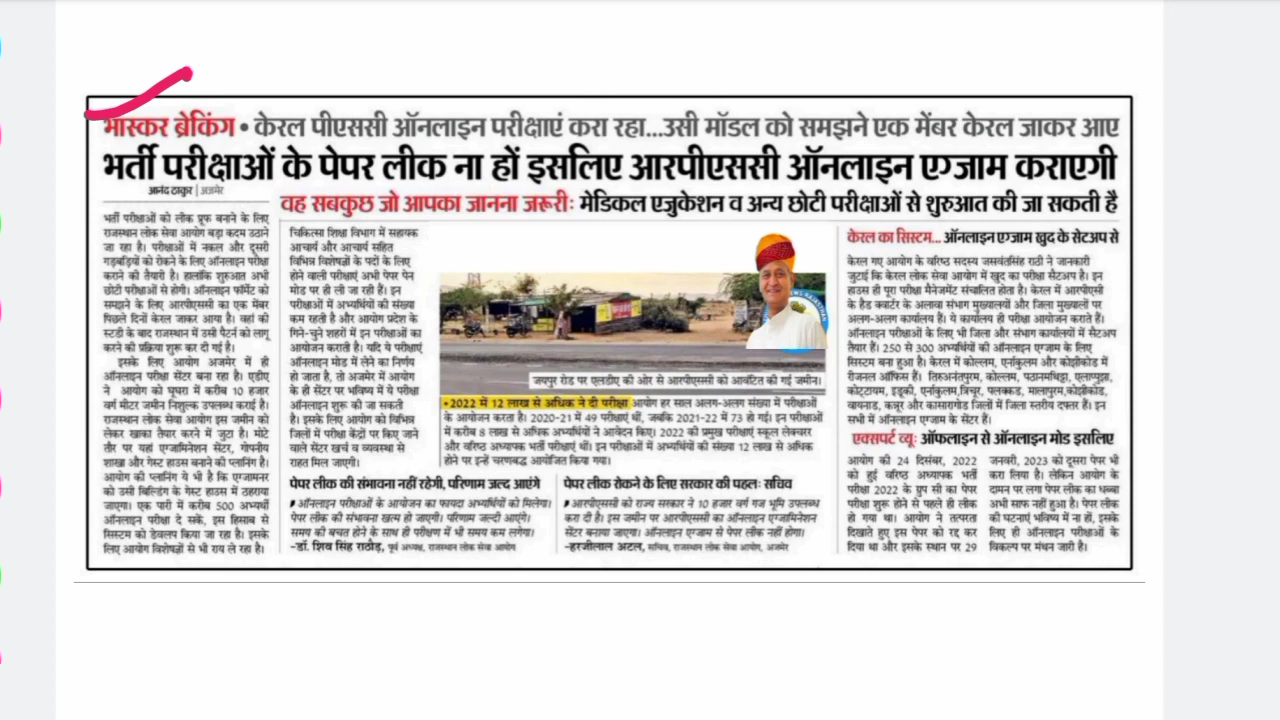 भास्कर ब्रेकिंग • केरल पीएससी ऑनलाइन परीक्षाएं करा रहा...उसी मॉडल को समझने एक मेंबर केरल जाकर आए
भर्ती परीक्षाओं के पेपर लीक ना हों इसलिए आरपीएससी ऑनलाइन एग्जाम कराएगी
आनंद ठाकुर | अजमेर
भर्ती परीक्षाओं को लीक प्रूफ बनाने के लिए
राजस्थान लोक सेवा आयोग बड़ा कदम उठाने
जा रहा है। परीक्षाओं में नकल और दूसरी
गड़बड़ियों को रोकने के लिए ऑनलाइन परीक्षा
कराने की तैयारी है। हालांकि शुरुआत अभी
छोटी परीक्षाओं से होगी। ऑनलाइन फॉर्मेट को
समझने के लिए आरपीएससी का एक मेंबर
पिछले दिनों केरल जाकर आया। वहां की
स्टडी के बाद राजस्थान में उसी पैटर्न को लागू
करने की प्रक्रिया शुरू कर दी गई है।
इसके लिए आयोग अजमेर में ही
ऑनलाइन परीक्षा सेंटर बना रहा है। एडीए
ने आयोग को घूघरा में करीब 10 हजार
वर्ग मीटर जमीन निशुल्क उपलब्ध कराई है।
राजस्थान लोक सेवा आयोग इस जमीन को
लेकर खाका तैयार करने में जुटा है। मोटे
तौर पर यहां एग्जामिनेशन सेंटर, गोपनीय
शाखा और गेस्ट हाउस बनाने की प्लानिंग है।
आयोग की प्लानिंग ये भी है कि एग्जामनर
को उसी बिल्डिंग के गेस्ट हाउस में ठहराया
जाएगा। एक पारी में करीब 500 अभ्यर्थी
ऑनलाइन परीक्षा दे सकें, इस हिसाब से
सिस्टम को डेवलप किया जा रहा है। इसके
लिए आयोग विशेषज्ञों से भी राय ले रहा है।
वह सबकुछ जो आपका जानना जरूरी: मेडिकल एजुकेशन व अन्य छोटी परीक्षाओं से शुरुआत की जा सकती है
चिकित्सा शिक्षा विभाग में सहायक
आचार्य और आचार्य सहित
विभिन्न विशेषज्ञों के पदों के लिए
होने वाली परीक्षाएं अभी पेपर पेन
मोड पर ही ली जा रही हैं। इन
परीक्षाओं में अभ्यर्थियों की संख्या
कम रहती है और आयोग प्रदेश के
गिने-चुने शहरों में इन परीक्षाओं का
आयोजन कराती है। यदि ये परीक्षाएं
ऑनलाइन मोड में लेने का निर्णय
हो जाता है, तो अजमेर में आयोग
के ही सेंटर पर भविष्य में ये परीक्षा
ऑनलाइन शुरू की जा सकती
है। इसके लिए आयोग को विभिन्न
जिलों में परीक्षा केंद्रों पर किए जाने
वाले सेंटर खर्च व व्यवस्था से
राहत मिल जाएगी।
जयपुर रोड पर एलडीए की ओर से आरपीएससी को आवंटित की गई जमीन।
• 2022 में 12 लाख से अधिक ने दी परीक्षा आयोग हर साल अलग-अलग संख्या में परीक्षाओं
के आयोजन करता है। 2020-21 में 49 परीक्षाएं थीं, जबकि 2021-22 में 73 हो गई। इन परीक्षाओं
में करीब 8 लाख से अधिक अभ्यर्थियों ने आवेदन किए। 2022 की प्रमुख परीक्षाएं स्कूल लेक्चरर
और वरिष्ठ अध्यापक भर्ती परीक्षाएं थीं। इन परीक्षाओं में अभ्यर्थियों की संख्या 12 लाख से अधिक
होने पर इन्हें चरणबद्ध आयोजित किया गया।
पेपर लीक की संभावना नहीं रहेगी, परिणाम जल्द आएंगे
ऑनलाइन परीक्षाओं के आयोजन का फायदा अभ्यर्थियों को मिलेगा।
पेपर लीक की संभावना खत्म हो जाएगी। परिणाम जल्दी आएंगे।
समय की बचत होने के साथ ही परीक्षण में भी समय कम लगेगा।
-डॉ. शिव सिंह राठौड़, पूर्व अध्यक्ष, राजस्थान लोक सेवा आयोग
पेपर लीक रोकने के लिए सरकार की पहल: सचिव
आरपीएससी को राज्य सरकार ने 10 हजार वर्ग गज भूमि उपलब्ध
करा दी है। इस जमीन पर आरपीएससी का ऑनलाइन एग्जामिनेशन
सेंटर बनाया जाएगा। ऑनलाइन एग्जाम से पेपर लीक नहीं होगा।
-हरजीलाल अटल, सचिव, राजस्थान लोक सेवा आयोग, अजमेर
केरल का सिस्टम... ऑनलाइन एग्जाम खुद के सेटअप से
केरल गए आयोग के वरिष्ठ सदस्य जसवंतसिंह राठी ने जानकारी
जुटाई कि केरल लोक सेवा आयोग में खुद का परीक्षा सैटअप है। इन
हाउस ही पूरा परीक्षा मैनेजमेंट संचालित होता है। केरल में आरपीएसी
के हैड क्वार्टर के अलावा संभाग मुख्यालयों और जिला मुख्यालों पर
अलग-अलग कार्यालय हैं। ये कार्यालय ही परीक्षा आयोजन कराते हैं।
ऑनलाइन परीक्षाओं के लिए भी जिला और संभाग कार्यालयों में सैटअप
तैयार हैं। 250 से 300 अभ्यर्थियों की ऑनलाइन एग्जाम के लिए
सिस्टम बना हुआ है। केरल में कोल्लम, एर्नाकुलम और कोझीकोड में
रीजनल ऑफिस हैं। तिरुअनंतपुरम, कोल्लम, पठानमथिट्टा, एलाप्पुझा,
कोट्टायम, इडुकी, एर्नाकुलम,त्रिचूर, पलक्कड, मालापुरम,कोझीकोड,
वायनाड, कन्नूर और कासारागोड जिलों में जिला स्तरीय दफ्तर हैं। इन
सभी में ऑनलाइन एग्जाम के सेंटर हैं।
एक्सपर्ट व्यू: ऑफलाइन से ऑनलाइन मोड इसलिए
आयोग की 24 दिसंबर, 2022
को हुई वरिष्ठ अध्यापक भर्ती
परीक्षा 2022 के ग्रुप सी का पेपर
परीक्षा शुरू होने से पहले ही लीक
हो गया था। आयोग ने तत्परता
दिखाते हुए इस पेपर को रद्द कर
दिया था और इसके स्थान पर 29
जनवरी, 2023 को दूसरा पेपर भी
करा लिया है। लेकिन आयोग के
दामन पर लगा पेपर लीक का धब्बा
अभी साफ नहीं हुआ है। पेपर लीक
की घटनाएं भविष्य में ना हों, इसके
लिए ही ऑनलाइन परीक्षाओं के
विकल्प पर मंथन जारी है।